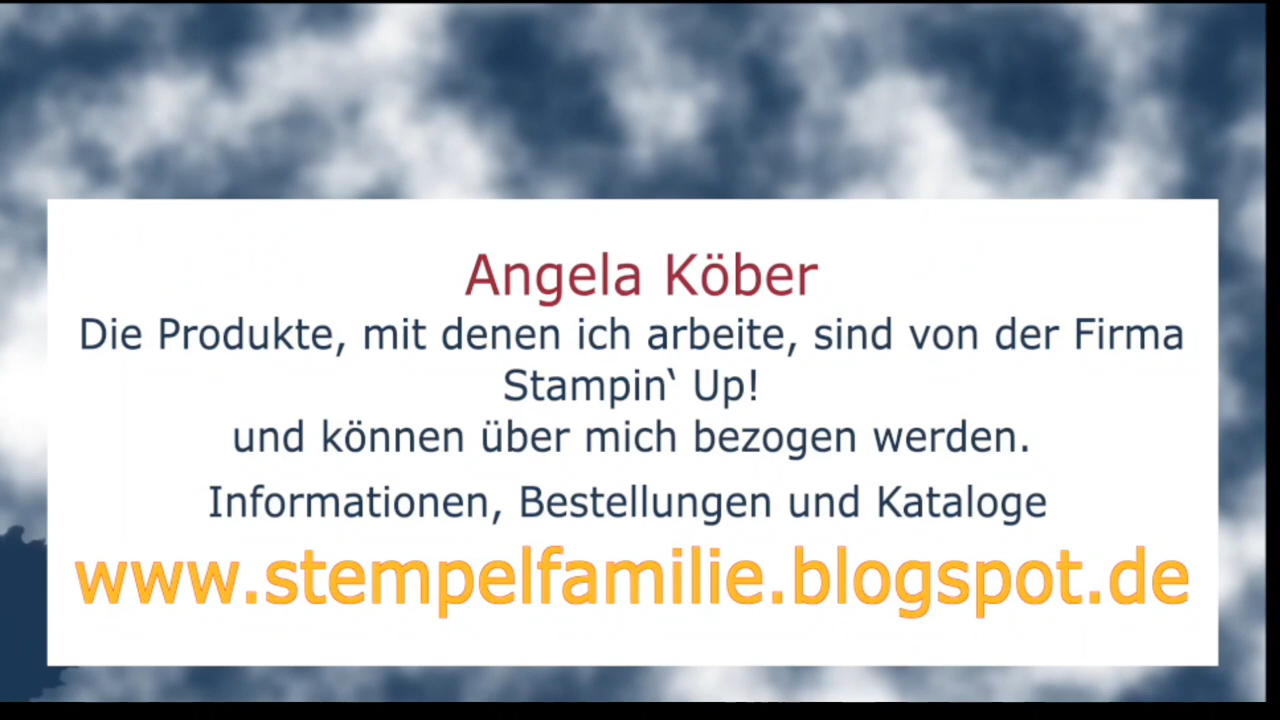 Angela Köber
Die Produkte, mit denen ich arbeite, sind von der Firma
Stampin‘ Up!
und können über mich bezogen werden.
Informationen, Bestellungen und Kataloge
www.stempelfamilie.blogspot.de